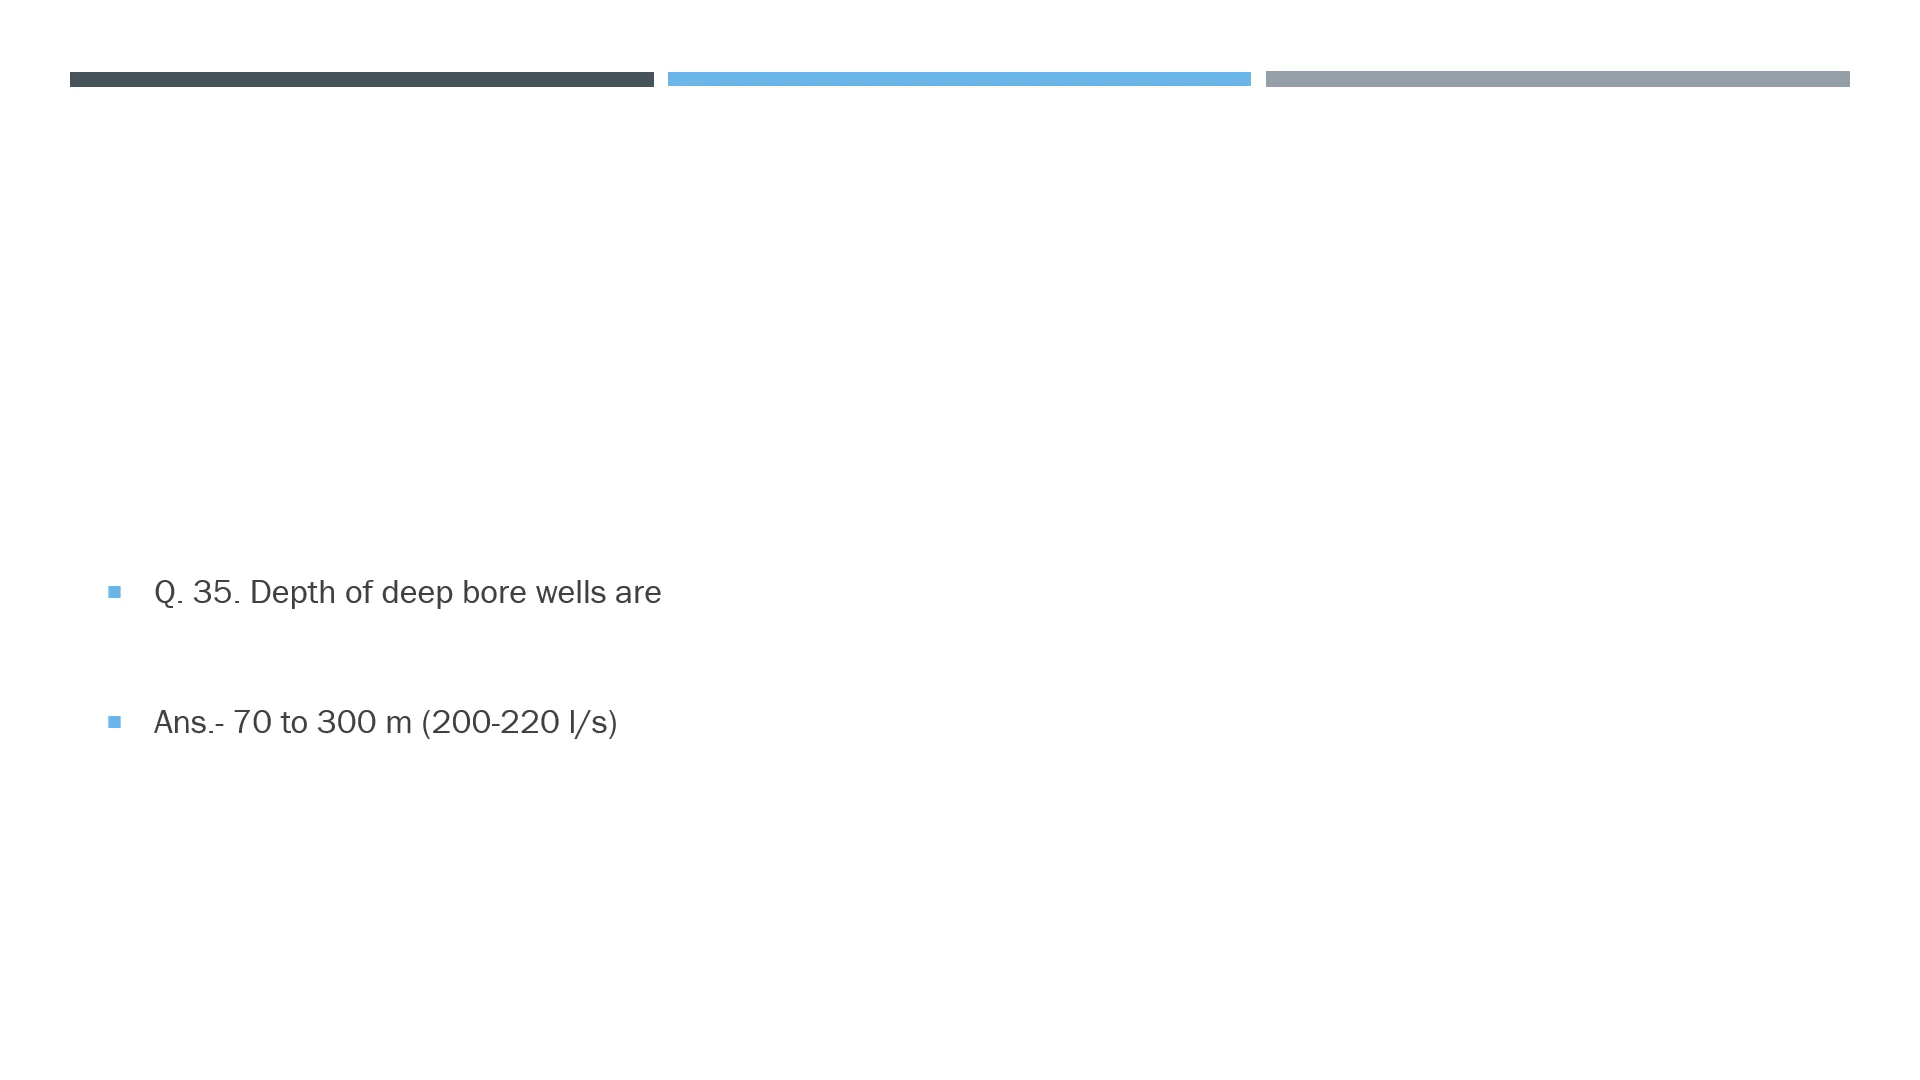 Q. 35. Depth of deep bore wells are
Ans.- 70 to 300 m (200-220 l/s)